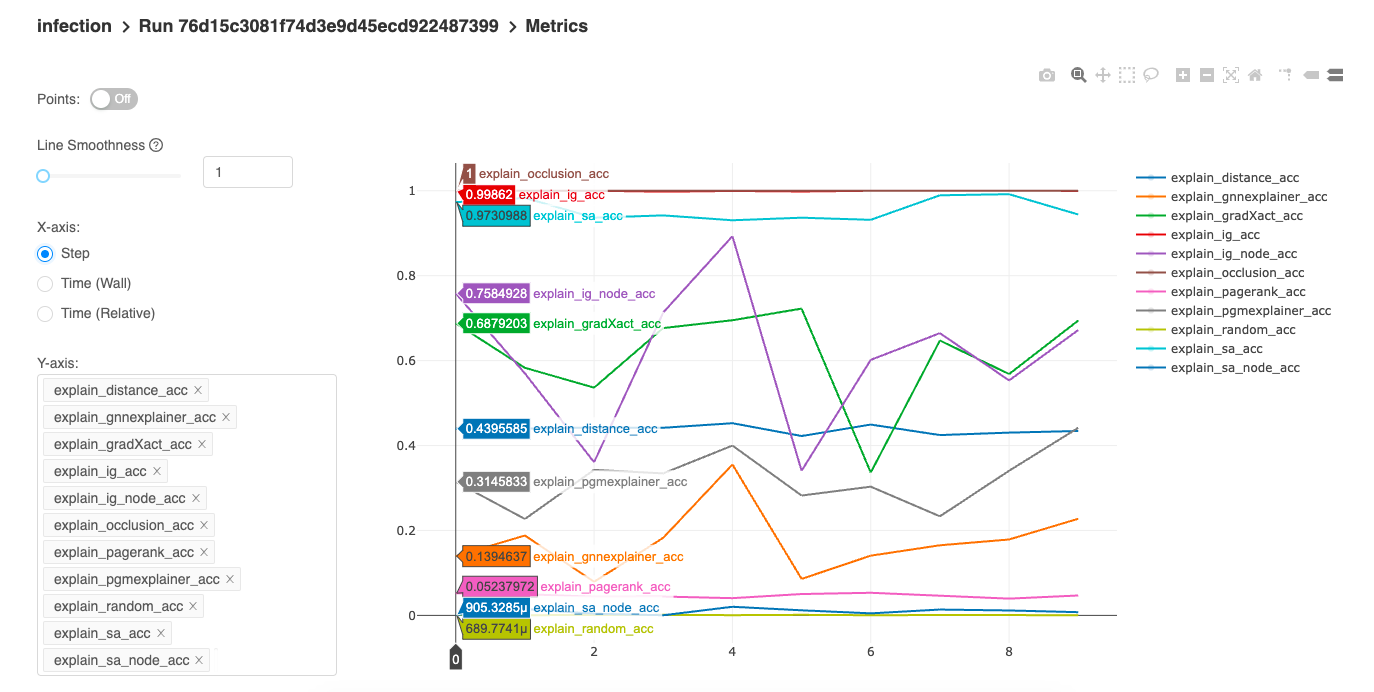 infection > Run 76d15c3081f74d3e9d45ecd922487399 > Metrics
Points: Off
Line Smoothness ?
1
X-axis:
Step
Time (Wall)
Time (Relative)
Y-axis:
explain_distance_acc ×
explain_gnnexplainer_acc ×
explain_gradXact_acc ×
explain_ig_acc ×
explain_ig_node_acc ×
explain_occlusion_acc ×
explain_pagerank_acc ×
explain_pgmexplainer_acc ×
explain_random_acc ×
explain_sa_acc ×
explain_sa_node_acc ×
1
0.8
0.6
0.4
0.2
0
1 explain_occlusion_acc
0.99862 explain_ig_acc
0.9730988 explain_sa_acc
0.7584928 explain_ig_node_acc
0.6879203 explain_gradXact_acc
0.4395585 explain_distance_acc
0.3145833 explain_pgmexplainer_acc
0.1394637 explain_gnnexplainer_acc
0.05237972 explain_pagerank_acc
905.3285μ explain_sa_node_acc
689.7741μ explain_random_acc
0 2 4 6 8
explain_distance_acc
explain_gnnexplainer_acc
explain_gradXact_acc
explain_ig_acc
explain_ig_node_acc
explain_occlusion_acc
explain_pagerank_acc
explain_pgmexplainer_acc
explain_random_acc
explain_sa_acc
explain_sa_node_acc